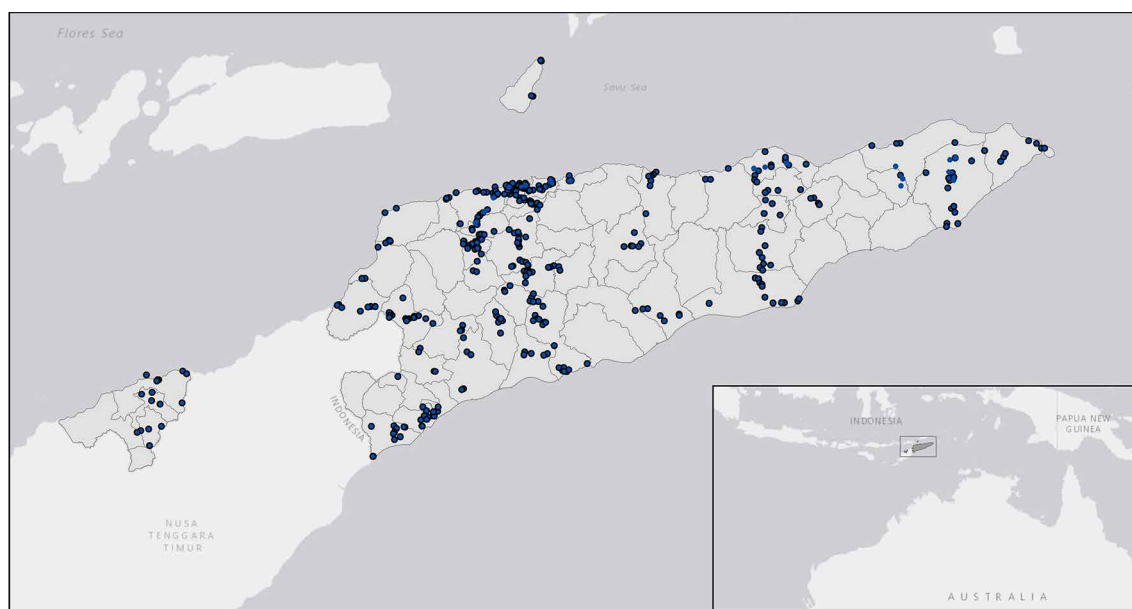 Flores Sea
Savu Sea
INDONESIA
NUSA
TENGGARA
TIMUR
INDONESIA
PAPUA NEW
GUINEA
AUSTRALIA